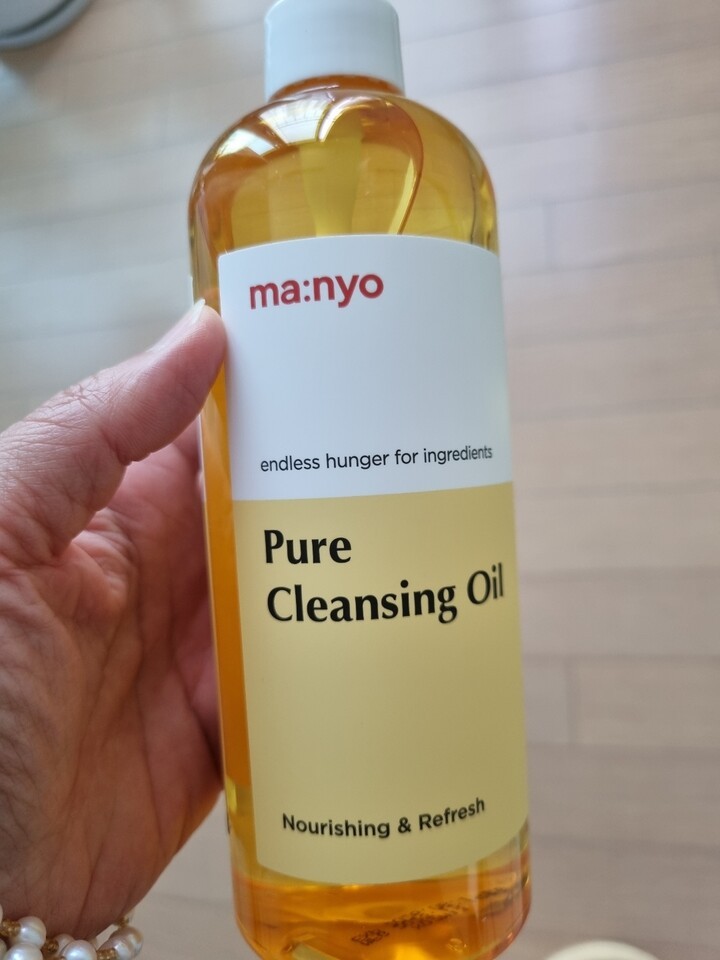 ma:nyo
endless hunger for ingredients
Pure
Cleansing Oil
Nourishing & Refresh